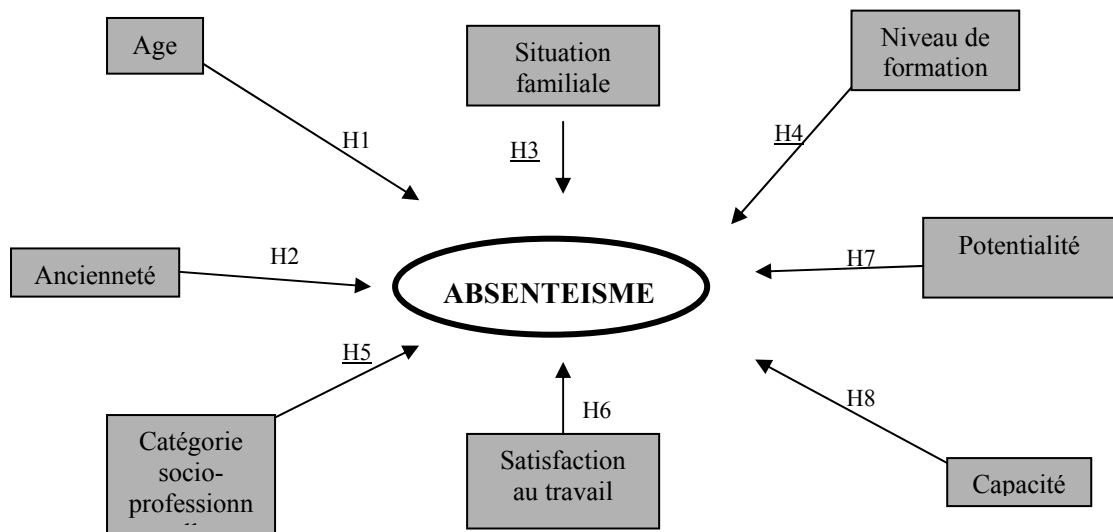 Age
Situation
familiale
Niveau de
formation
H1
H3
H4
Ancienneté
H2
ABSENTEISME
H7
Potentialité
H5
Catégorie
socio-
professionn
H6
Satisfaction
au travail
H8
Capacité